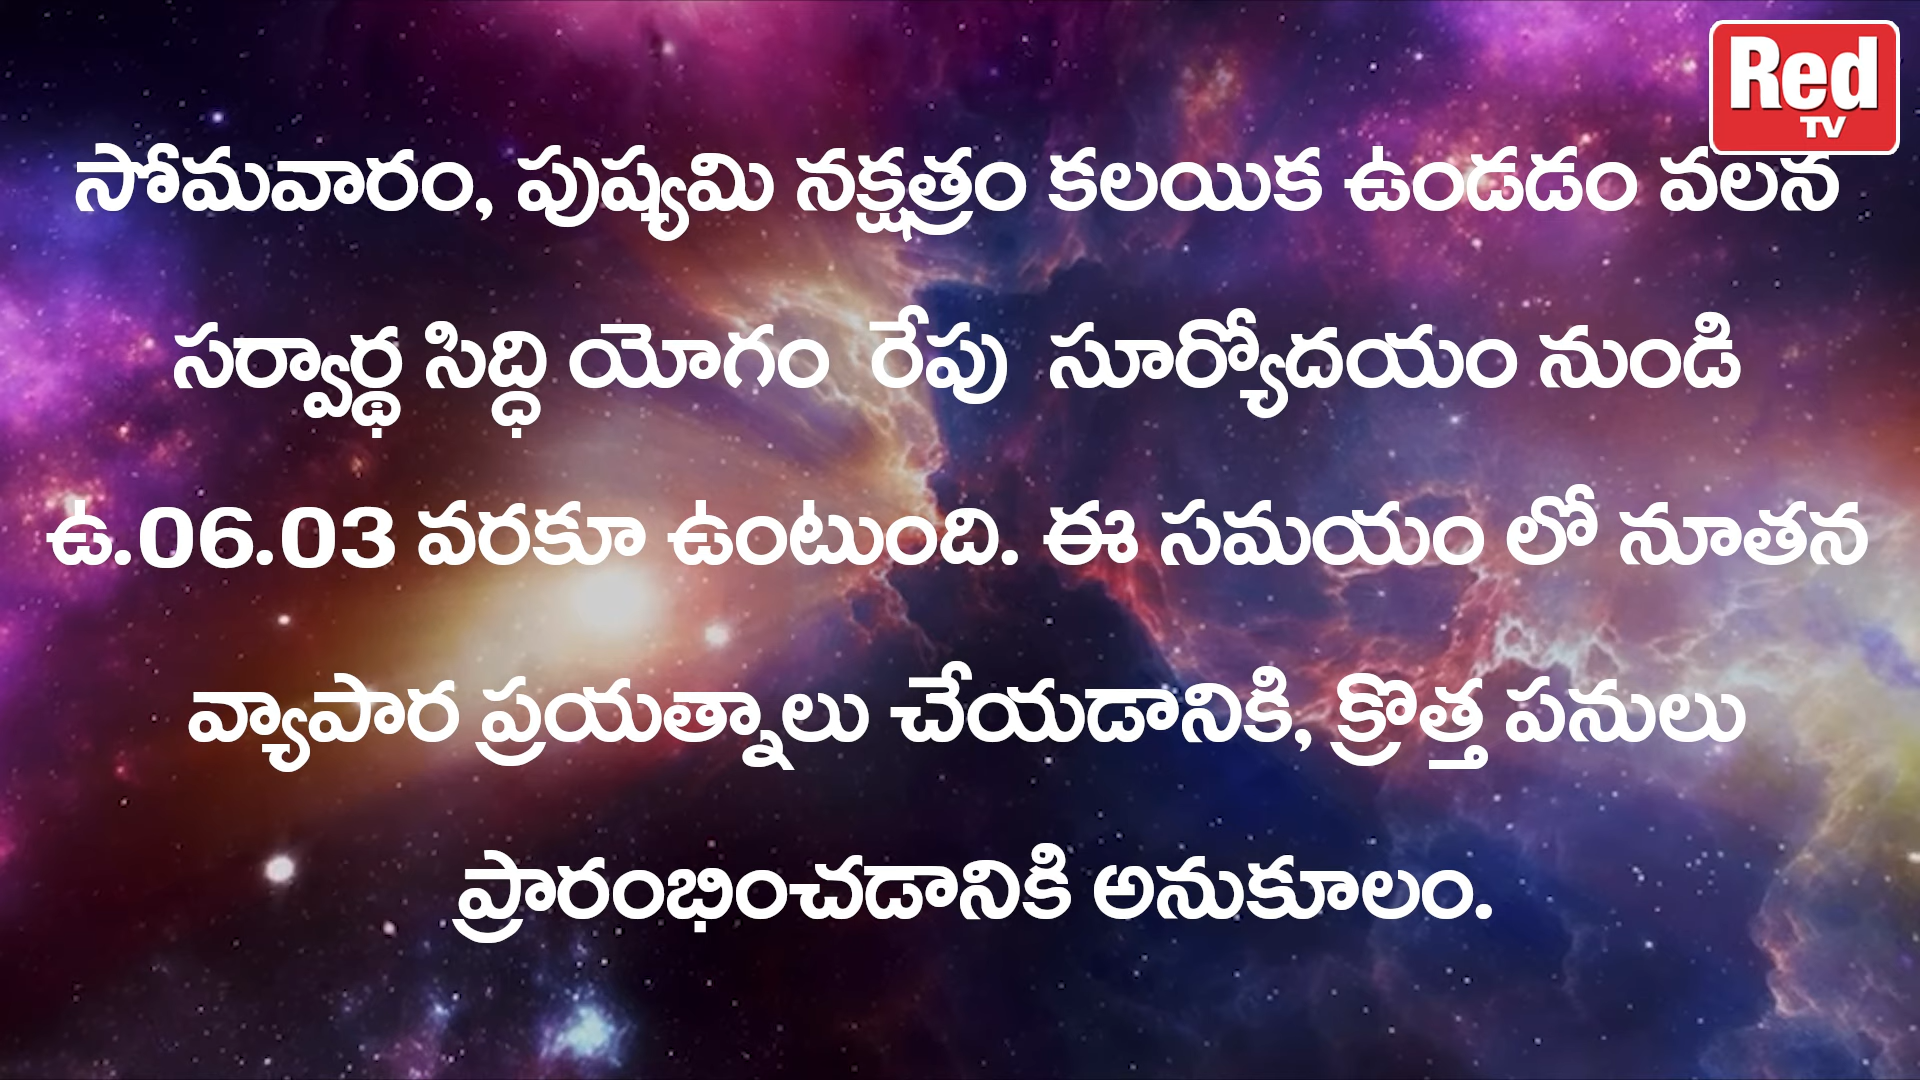 Red
TV
సోమవారం, పుష్యమి నక్షత్రం కలయిక ఉండడం వలన
సర్వార్థ సిద్ధి యోగం రేపు సూర్యోదయం నుండి
ఉ.06.03 వరకూ ఉంటుంది. ఈ సమయం లో నూతన
వ్యాపార ప్రయత్నాలు చేయడానికి, క్రొత్త పనులు
ప్రారంభించడానికి అనుకూలం.